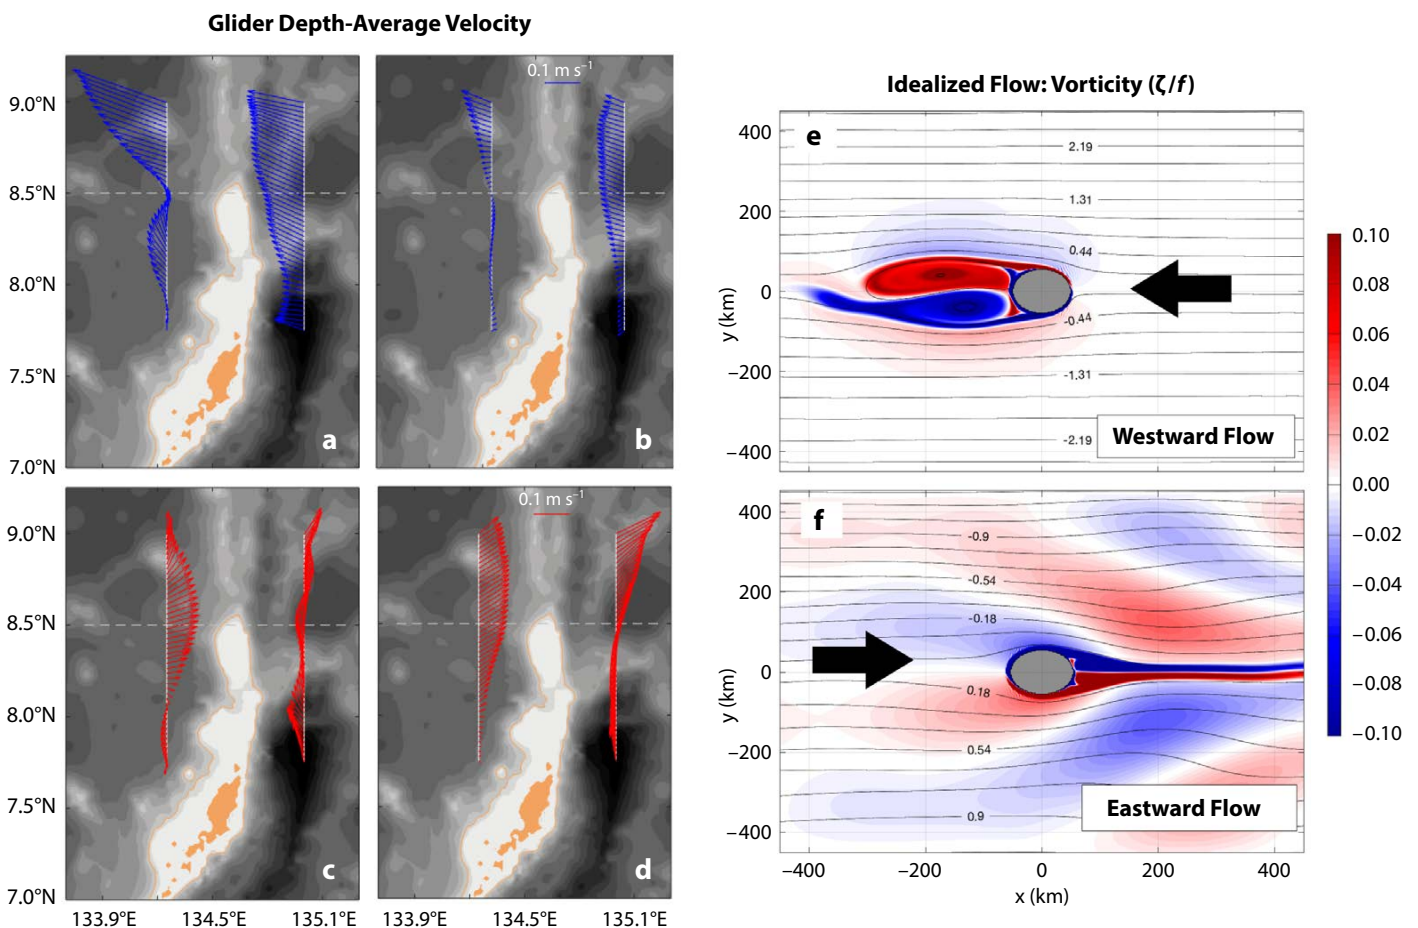 Glider Depth-Average Velocity
9.0°N
8.5°N
8.0°N
7.5°N
7.0°N
a
0.1 m s⁻¹
b
9.0°N
8.5°N
8.0°N
7.5°N
7.0°N
c
0.1 m s⁻¹
d
133.9°E 134.5°E 135.1°E 133.9°E 134.5°E 135.1°E
Idealized Flow: Vorticity (ζ/f)
e
400
200
0
−200
−400
y (km)
2.19
1.31
0.44
-0.44
-1.31
-2.19
Westward Flow
f
400
200
0
−200
−400
y (km)
-0.9
-0.54
-0.18
0.18
0.54
0.9
Eastward Flow
−400 −200 0 200 400
x (km)
0.10
0.08
0.06
0.04
0.02
0.00
−0.02
−0.04
−0.06
−0.08
−0.10